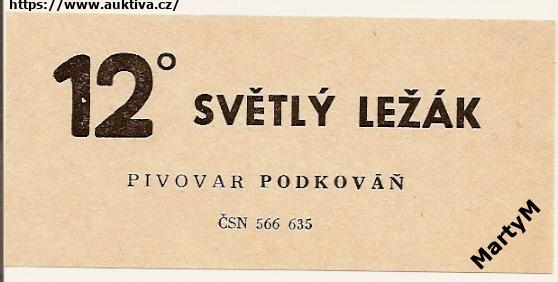 https://www.auktiva.cz/
12°
SVĚTLÝ LEŽÁK
PIVOVAR PODKOVÁŇ
ČSN 566 635
MartyM